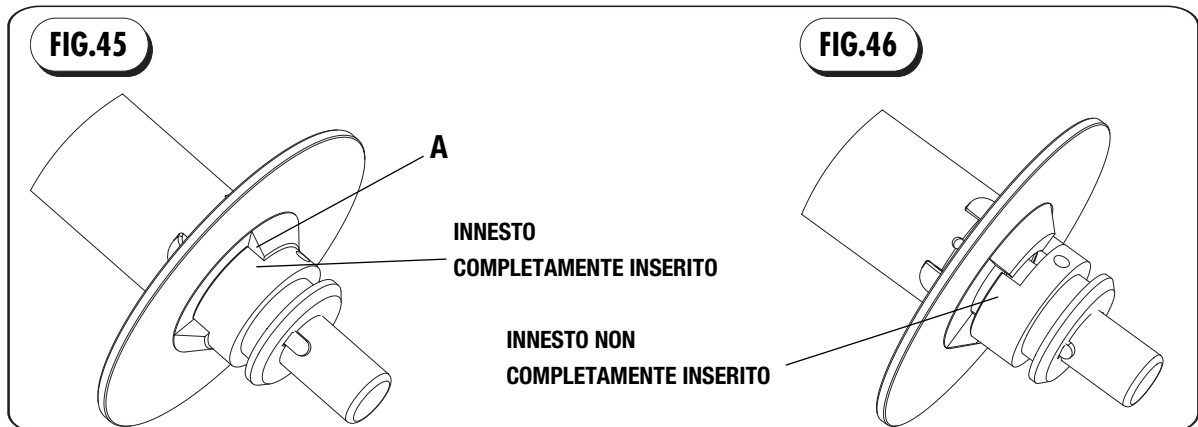 FIG.45
FIG.46
A
INNESTO
COMPLETAMENTE INSERITO
INNESTO NON
COMPLETAMENTE INSERITO